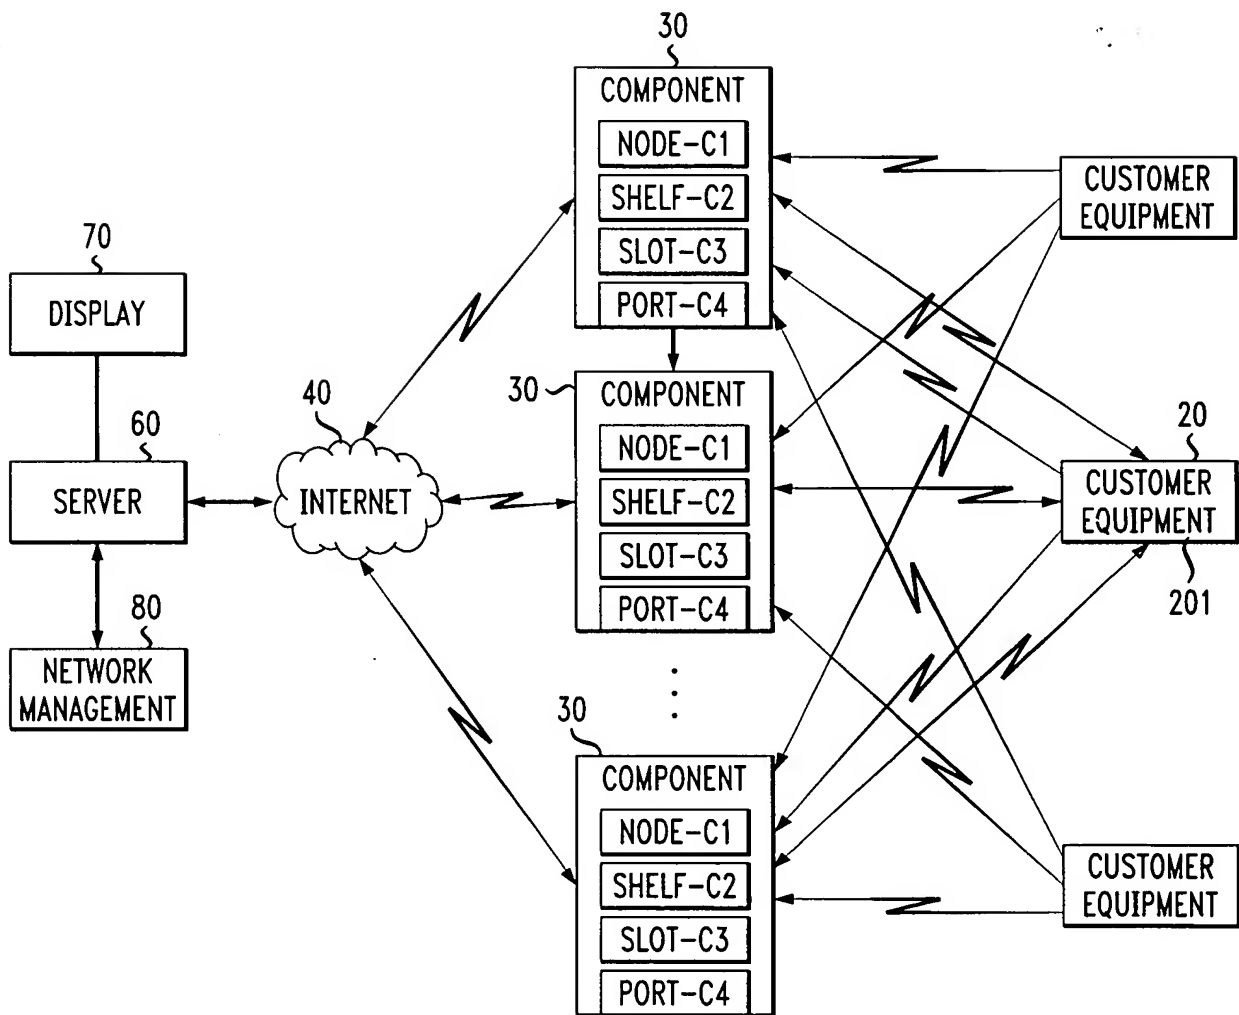 30
COMPONENT
NODE-C1
SHELF-C2
SLOT-C3
PORT-C4
CUSTOMER
EQUIPMENT
70
DISPLAY
60
SERVER
80
NETWORK
MANAGEMENT
40
INTERNET
30
COMPONENT
NODE-C1
SHELF-C2
SLOT-C3
PORT-C4
20
CUSTOMER
EQUIPMENT
201
30
COMPONENT
NODE-C1
SHELF-C2
SLOT-C3
PORT-C4
CUSTOMER
EQUIPMENT